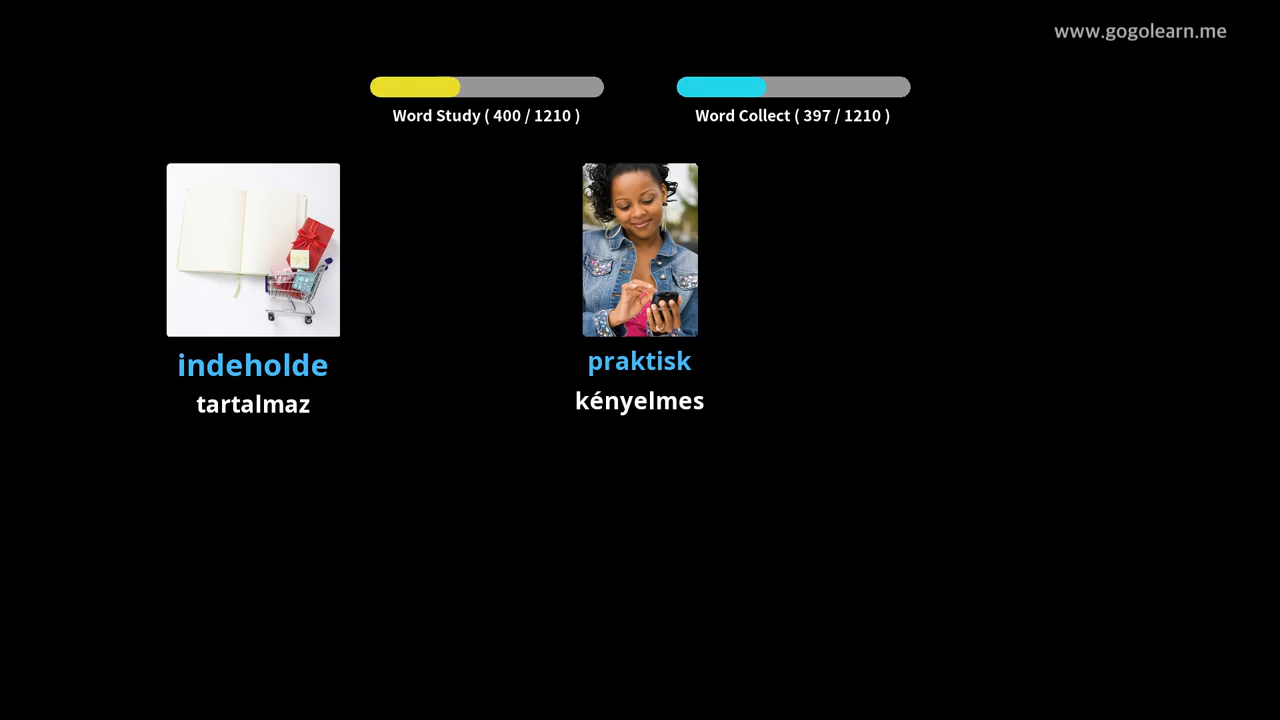 www.gogolearn.me
Word Study ( 400 / 1210 )
Word Collect ( 397 / 1210 )
indeholde
tartalmaz
praktisk
kényelmes